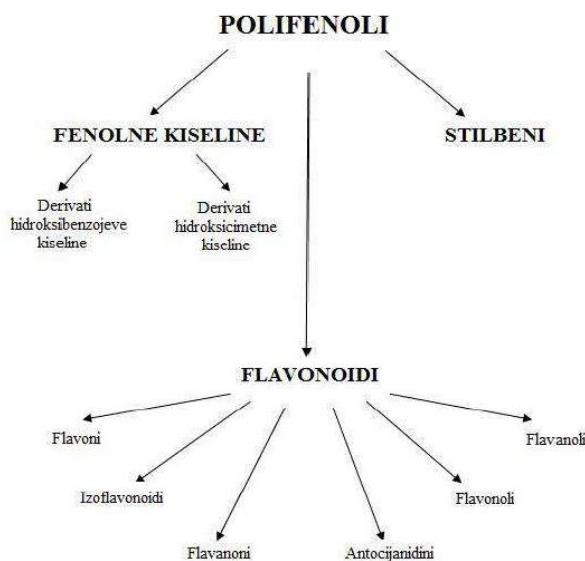 POLIFENOLI
FENOLNE KISELINE
STILBENI
Derivati
hidroksibenzojeve
kiseline
Derivati
hidroksicimetne
kiseline
FLAVONOIDI
Flavoni
Flavanoli
Izoflavonoidi
Flavonoli
Flavanoni
Antocijanidini